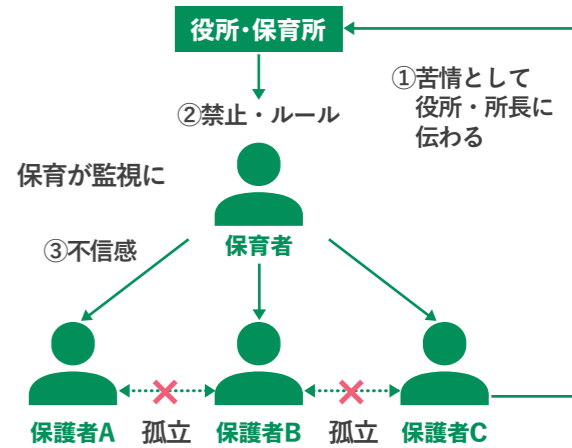 役所・保育所
①苦情として
役所・所長に
伝わる
②禁止・ルール
保育が監視に
保育者
③不信感
保護者A
孤立
保護者B
孤立
保護者C